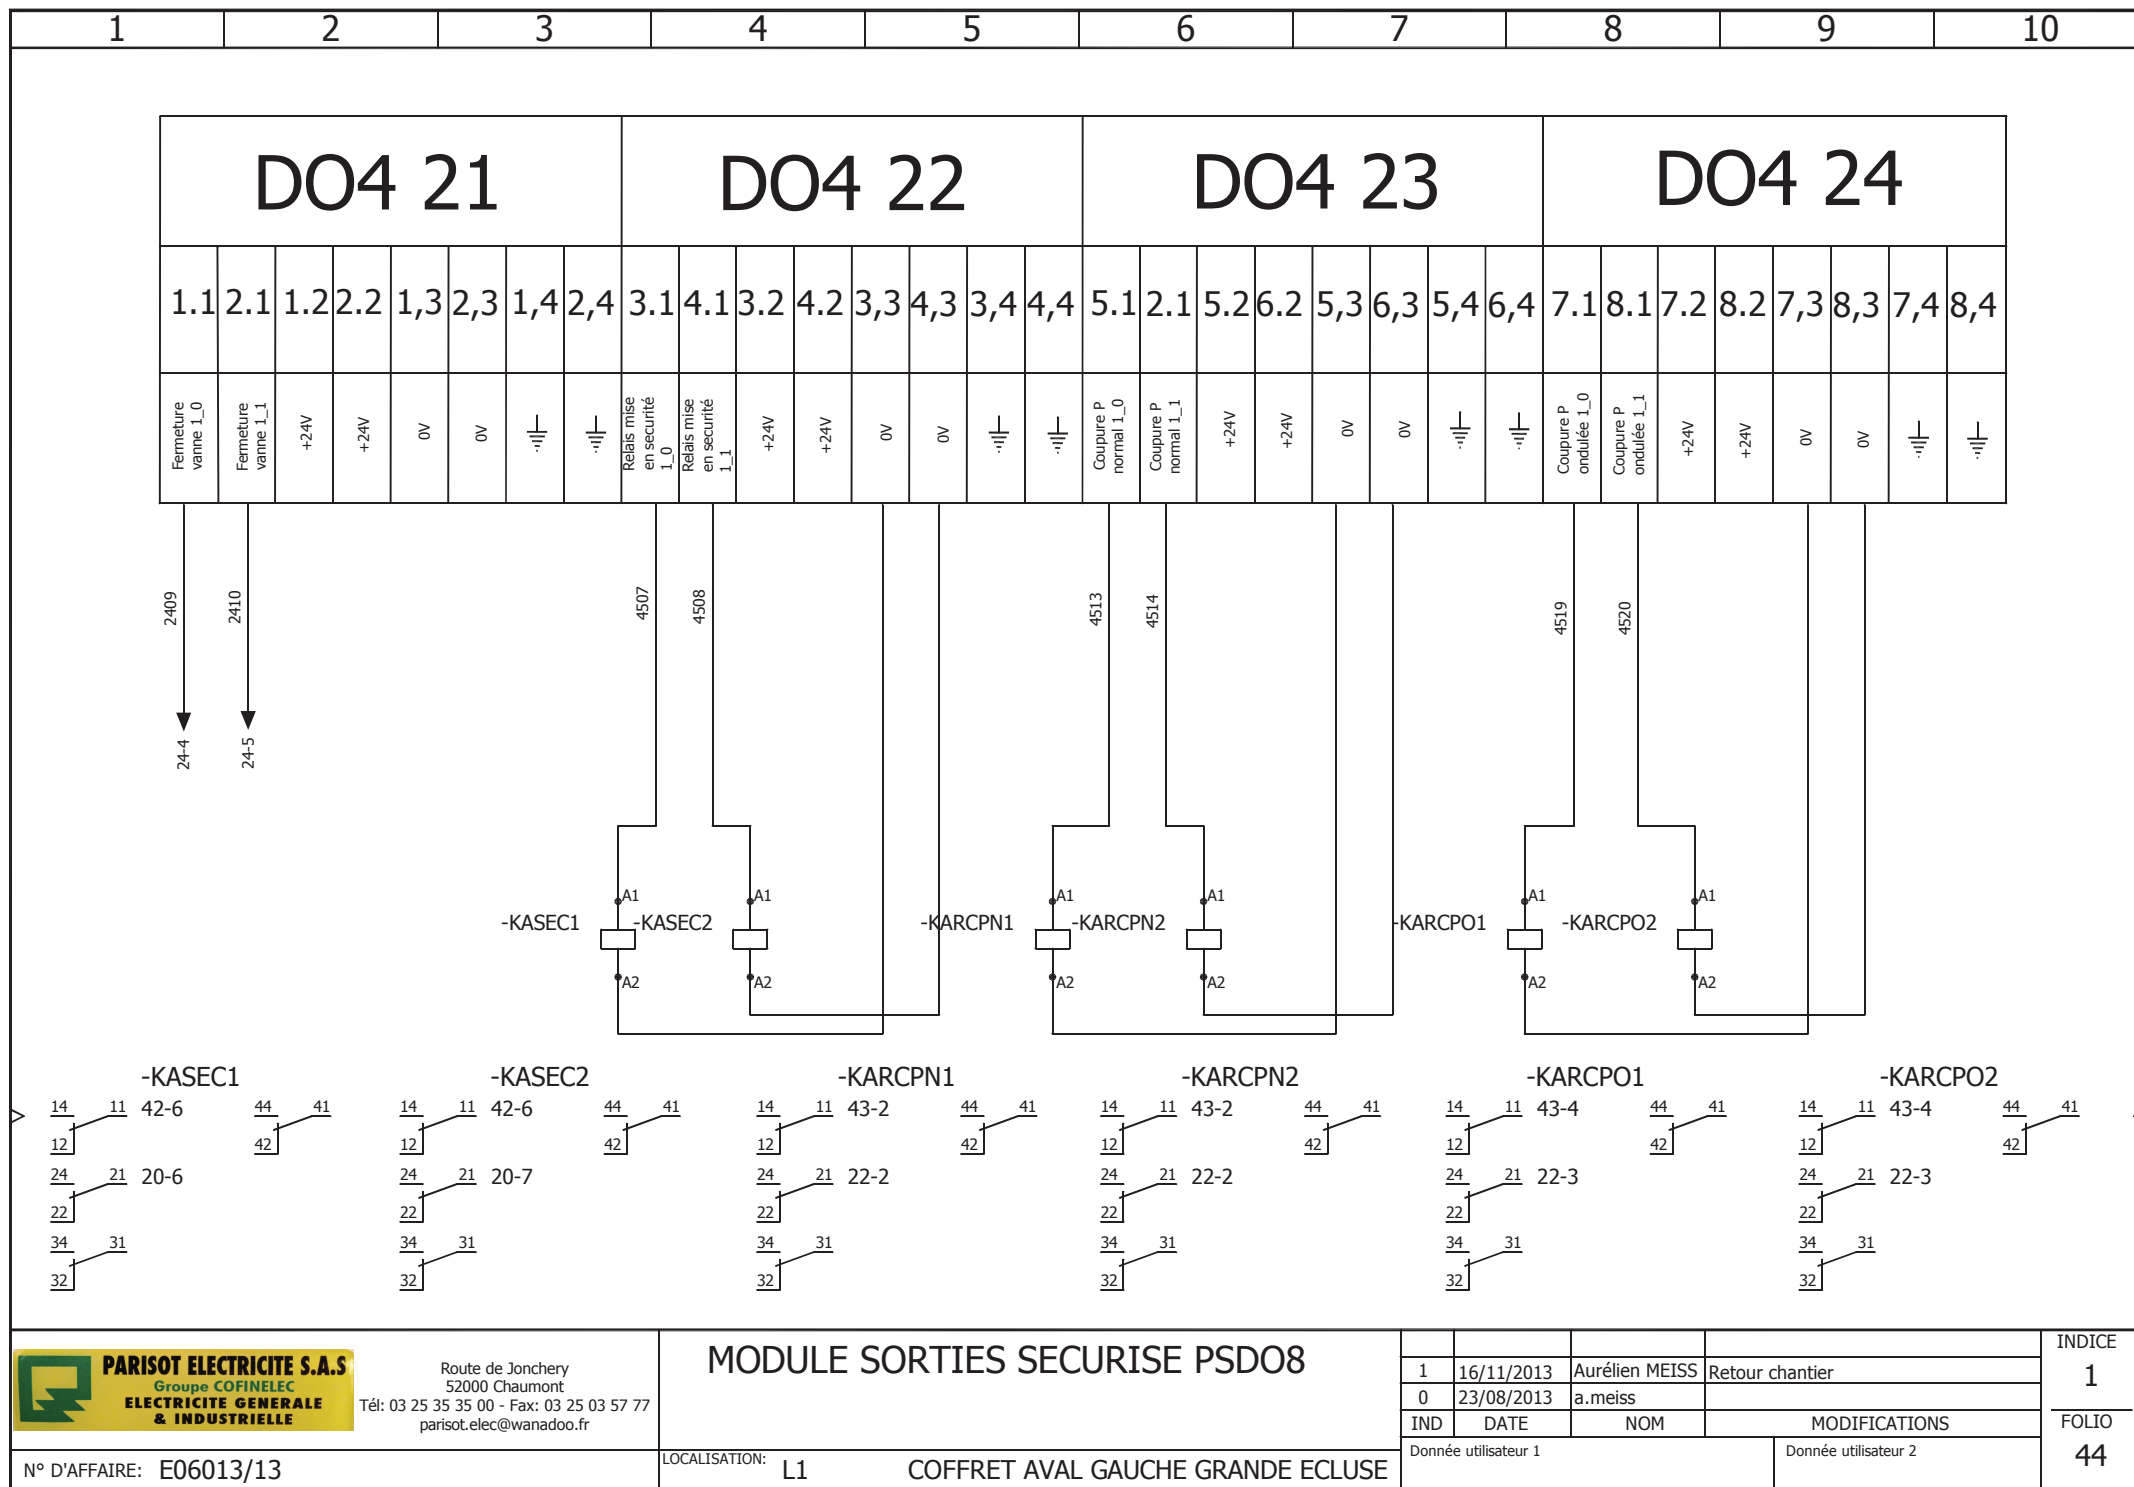 1 2 3 4 5 6 7 8 9 10
DO4 21 DO4 22 DO4 23 DO4 24
1.1 2.1 1.2 2.2 1,3 2,3 1,4 2,4 3.1 4.1 3.2 4.2 3,3 4,3 3,4 4,4 5.1 2.1 5.2 6.2 5,3 6,3 5,4 6,4 7.1 8.1 7.2 8.2 7,3 8,3 7,4 8,4
Fermeture
vanne 1_0
Fermeture
vanne 1_1
+24V
+24V
0V
0V
Relais mise
en securité
1_0
Relais mise
en securité
1_1
+24V
+24V
0V
0V
Coupure P
normal 1_0
Coupure P
normal 1_1
+24V
+24V
0V
0V
Coupure P
ondulée 1_0
Coupure P
ondulée 1_1
+24V
+24V
0V
0V
2409 2410 4507 4508 4513 4514 4519 4520
24-4 24-5
A1 A1 A1 A1 A1 A1
-KASEC1 -KASEC2 -KARCPN1 -KARCPN2 -KARCPO1 -KARCPO2
A2 A2 A2 A2 A2 A2
-KASEC1 -KASEC2 -KARCPN1 -KARCPN2 -KARCPO1 -KARCPO2
14 11 42-6 44 41 14 11 42-6 44 41 14 11 43-2 44 41 14 11 43-2 44 41 14 11 43-4 44 41 14 11 43-4 44 41
12 42 12 42 12 42 12 42 12 42 12 42
24 21 20-6 24 21 20-7 24 21 22-2 24 21 22-2 24 21 22-3 24 21 22-3
22 22 22 22 22 22
34 31 34 31 34 31 34 31 34 31 34 31
32 32 32 32 32 32
PARISOT ELECTRICITE S.A.S
Groupe COFINELEC
ELECTRICITE GENERALE
& INDUSTRIELLE
Route de Jonchery
52000 Chaumont
Tél: 03 25 35 35 00 - Fax: 03 25 03 57 77
parisot.elec@wanadoo.fr
N° D'AFFAIRE: E06013/13
MODULE SORTIES SECURISE PSDO8
LOCALISATION: L1 COFFRET AVAL GAUCHE GRANDE ECLUSE
1 16/11/2013 Aurélien MEISS Retour chantier
0 23/08/2013 a.meiss
IND DATE NOM MODIFICATIONS
Donnée utilisateur 1 Donnée utilisateur 2
INDICE
1
FOLIO
44